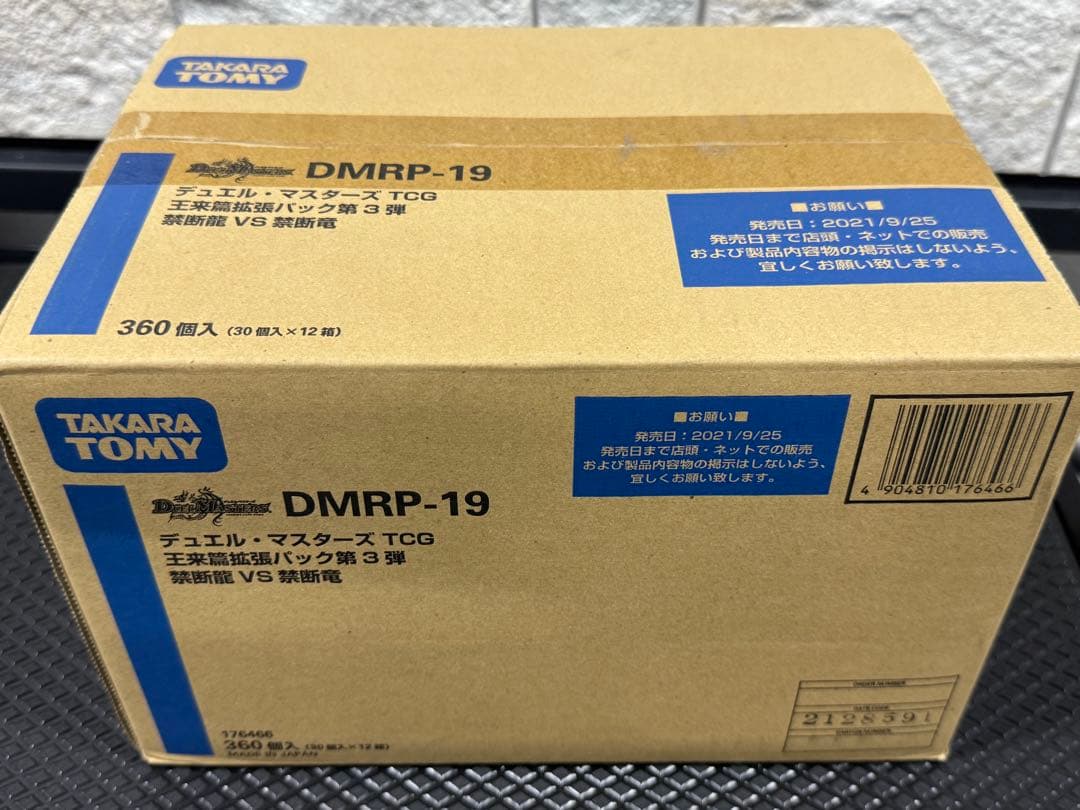 TAKARA
TOMY
DUEL MASTERS DMRP-19
デュエル・マスターズ TCG
王来篇拡張パック第3弾
禁断龍 VS 禁断竜
■お願い■
発売日：2021/9/25
発売日まで店頭・ネットでの販売
および製品内容物の掲示はしないよう、
宜しくお願い致します。
360個入（30個入×12箱）
TAKARA
TOMY
DUEL MASTERS DMRP-19
デュエル・マスターズ TCG
王来篇拡張パック第3弾
禁断龍 VS 禁断竜
■お願い■
発売日：2021/9/25
発売日まで店頭・ネットでの販売
および製品内容物の掲示はしないよう、
宜しくお願い致します。
4 904810 176466
176466
360個入（30個入×12箱）
MADE IN JAPAN
ORDER NUMBER
DATE CODE
2128591
CARTON NUMBER